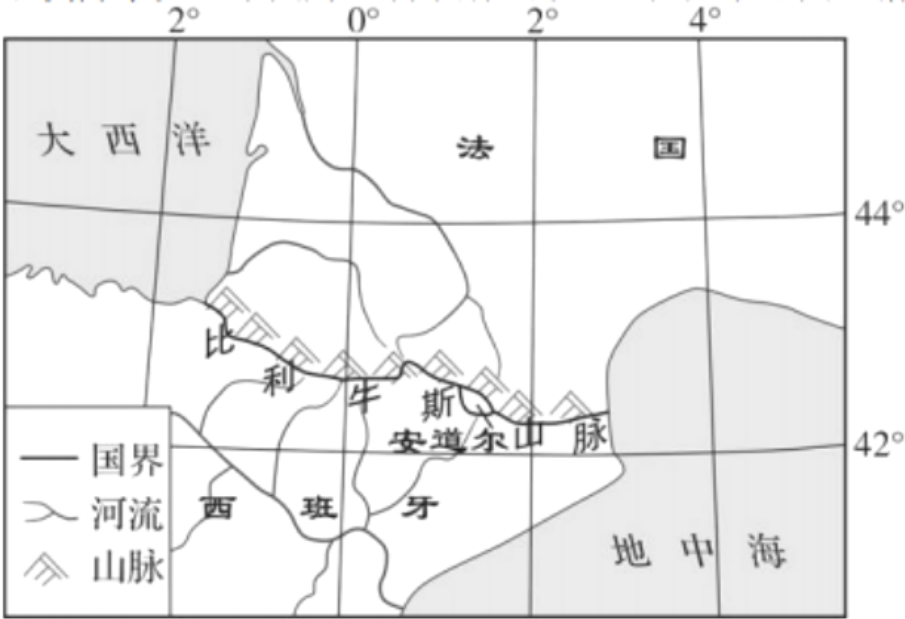 2° 0° 2° 4°
大西洋
法国
44°
比利牛斯山脉
安道尔
42°
西班牙
地中海
国界
河流
山脉